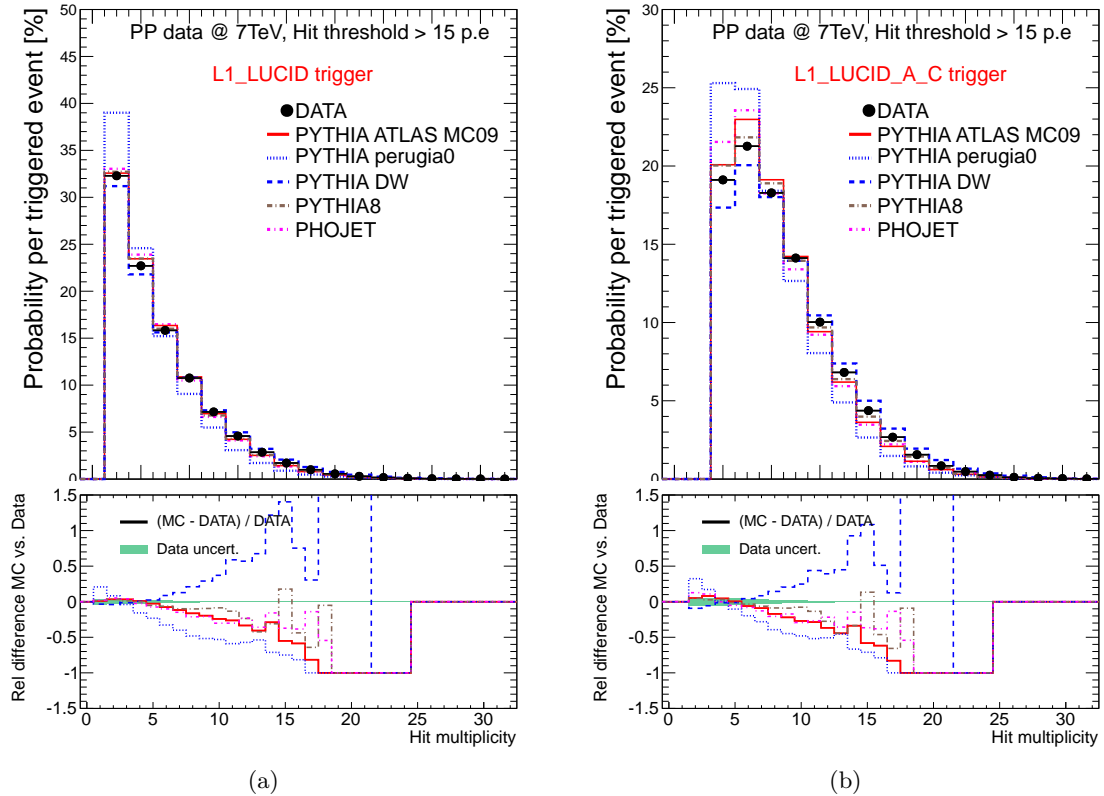 Probability per triggered event [%]
50
45
40
35
30
25
20
15
10
5
0
PP data @ 7TeV, Hit threshold > 15 p.e
L1_LUCID trigger
DATA
PYTHIA ATLAS MC09
PYTHIA perugia0
PYTHIA DW
PYTHIA8
PHOJET
Rel difference MC vs. Data
1.5
1
0.5
0
-0.5
-1
-1.5
(MC - DATA) / DATA
Data uncert.
0 5 10 15 20 25 30
Hit multiplicity
(a)
Probability per triggered event [%]
30
25
20
15
10
5
0
PP data @ 7TeV, Hit threshold > 15 p.e
L1_LUCID_A_C trigger
DATA
PYTHIA ATLAS MC09
PYTHIA perugia0
PYTHIA DW
PYTHIA8
PHOJET
Rel difference MC vs. Data
1.5
1
0.5
0
-0.5
-1
-1.5
(MC - DATA) / DATA
Data uncert.
0 5 10 15 20 25 30
Hit multiplicity
(b)